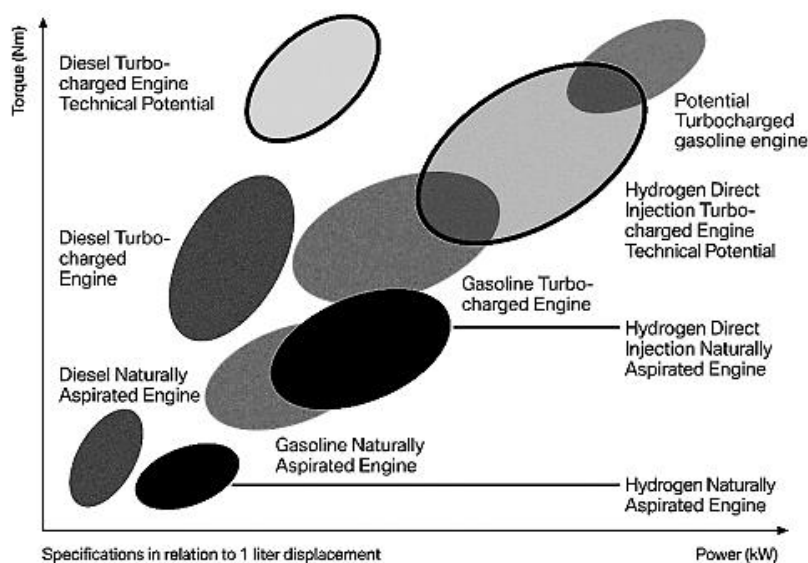 Torque (Nm)
Diesel Turbo-
charged Engine
Technical Potential
Potential
Turbocharged
gasoline engine
Hydrogen Direct
Injection Turbo-
charged Engine
Technical Potential
Diesel Turbo-
charged
Engine
Gasoline Turbo-
charged Engine
Hydrogen Direct
Injection Naturally
Aspirated Engine
Diesel Naturally
Aspirated Engine
Gasoline Naturally
Aspirated Engine
Hydrogen Naturally
Aspirated Engine
Specifications in relation to 1 liter displacement
Power (kW)